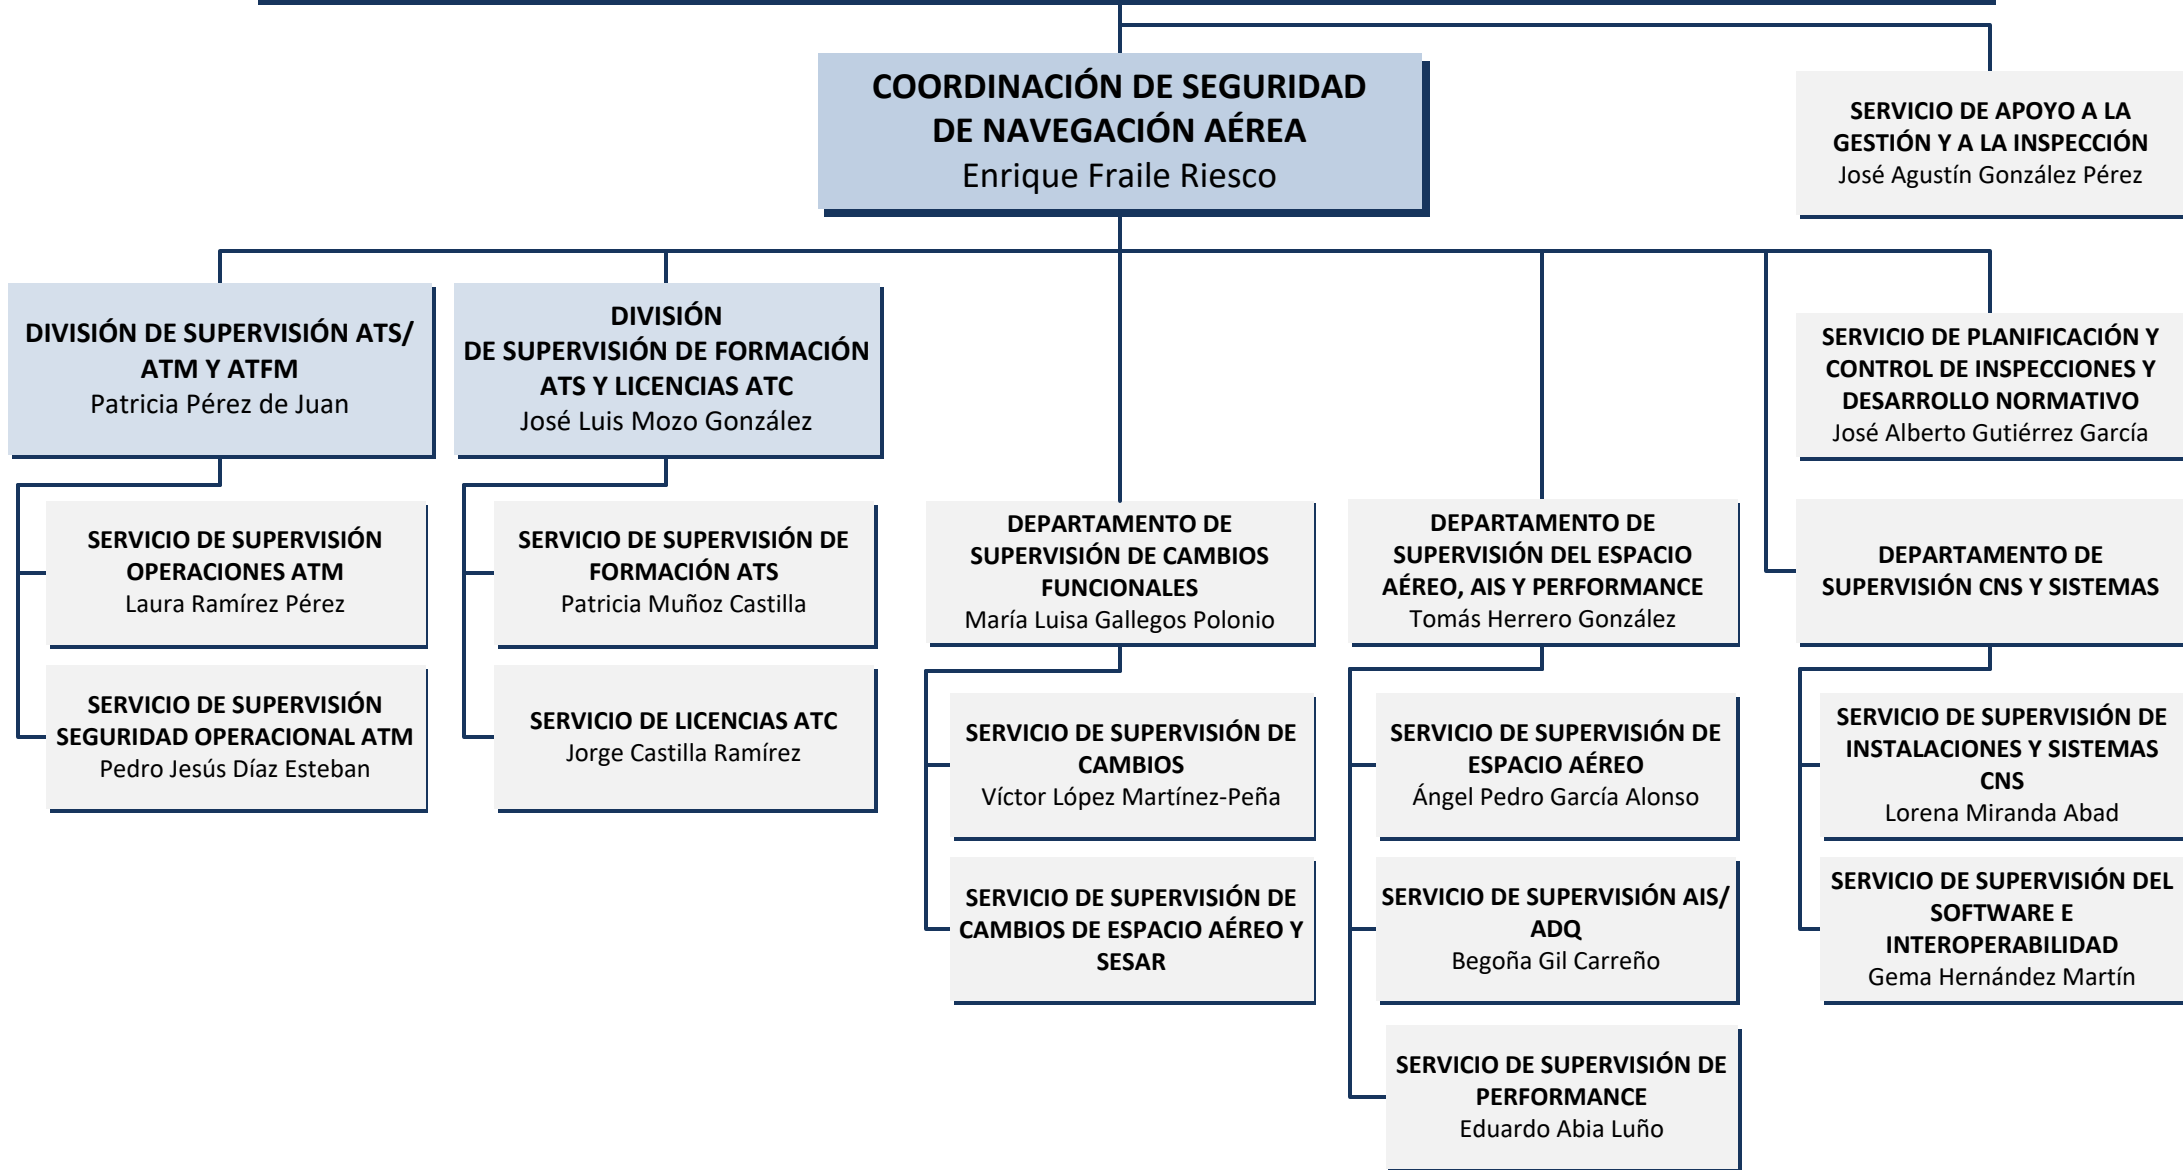 COORDINACIÓN DE SEGURIDAD
DE NAVEGACIÓN AÉREA
Enrique Fraile Riesco
SERVICIO DE APOYO A LA
GESTIÓN Y A LA INSPECCIÓN
José Agustín González Pérez
DIVISIÓN DE SUPERVISIÓN ATS/
ATM Y ATFM
Patricia Pérez de Juan
DIVISIÓN
DE SUPERVISIÓN DE FORMACIÓN
ATS Y LICENCIAS ATC
José Luis Mozo González
SERVICIO DE PLANIFICACIÓN Y
CONTROL DE INSPECCIONES Y
DESARROLLO NORMATIVO
José Alberto Gutiérrez García
SERVICIO DE SUPERVISIÓN
OPERACIONES ATM
Laura Ramírez Pérez
SERVICIO DE SUPERVISIÓN DE
FORMACIÓN ATS
Patricia Muñoz Castilla
DEPARTAMENTO DE
SUPERVISIÓN DE CAMBIOS
FUNCIONALES
María Luisa Gallegos Polonio
DEPARTAMENTO DE
SUPERVISIÓN DEL ESPACIO
AÉREO, AIS Y PERFORMANCE
Tomás Herrero González
DEPARTAMENTO DE
SUPERVISIÓN CNS Y SISTEMAS
SERVICIO DE SUPERVISIÓN
SEGURIDAD OPERACIONAL ATM
Pedro Jesús Díaz Esteban
SERVICIO DE LICENCIAS ATC
Jorge Castilla Ramírez
SERVICIO DE SUPERVISIÓN DE
CAMBIOS
Víctor López Martínez-Peña
SERVICIO DE SUPERVISIÓN DE
ESPACIO AÉREO
Ángel Pedro García Alonso
SERVICIO DE SUPERVISIÓN DE
INSTALACIONES Y SISTEMAS
CNS
Lorena Miranda Abad
SERVICIO DE SUPERVISIÓN DE
CAMBIOS DE ESPACIO AÉREO Y
SESAR
SERVICIO DE SUPERVISIÓN AIS/
ADQ
Begoña Gil Carreño
SERVICIO DE SUPERVISIÓN DEL
SOFTWARE E
INTEROPERABILIDAD
Gema Hernández Martín
SERVICIO DE SUPERVISIÓN DE
PERFORMANCE
Eduardo Abia Luño